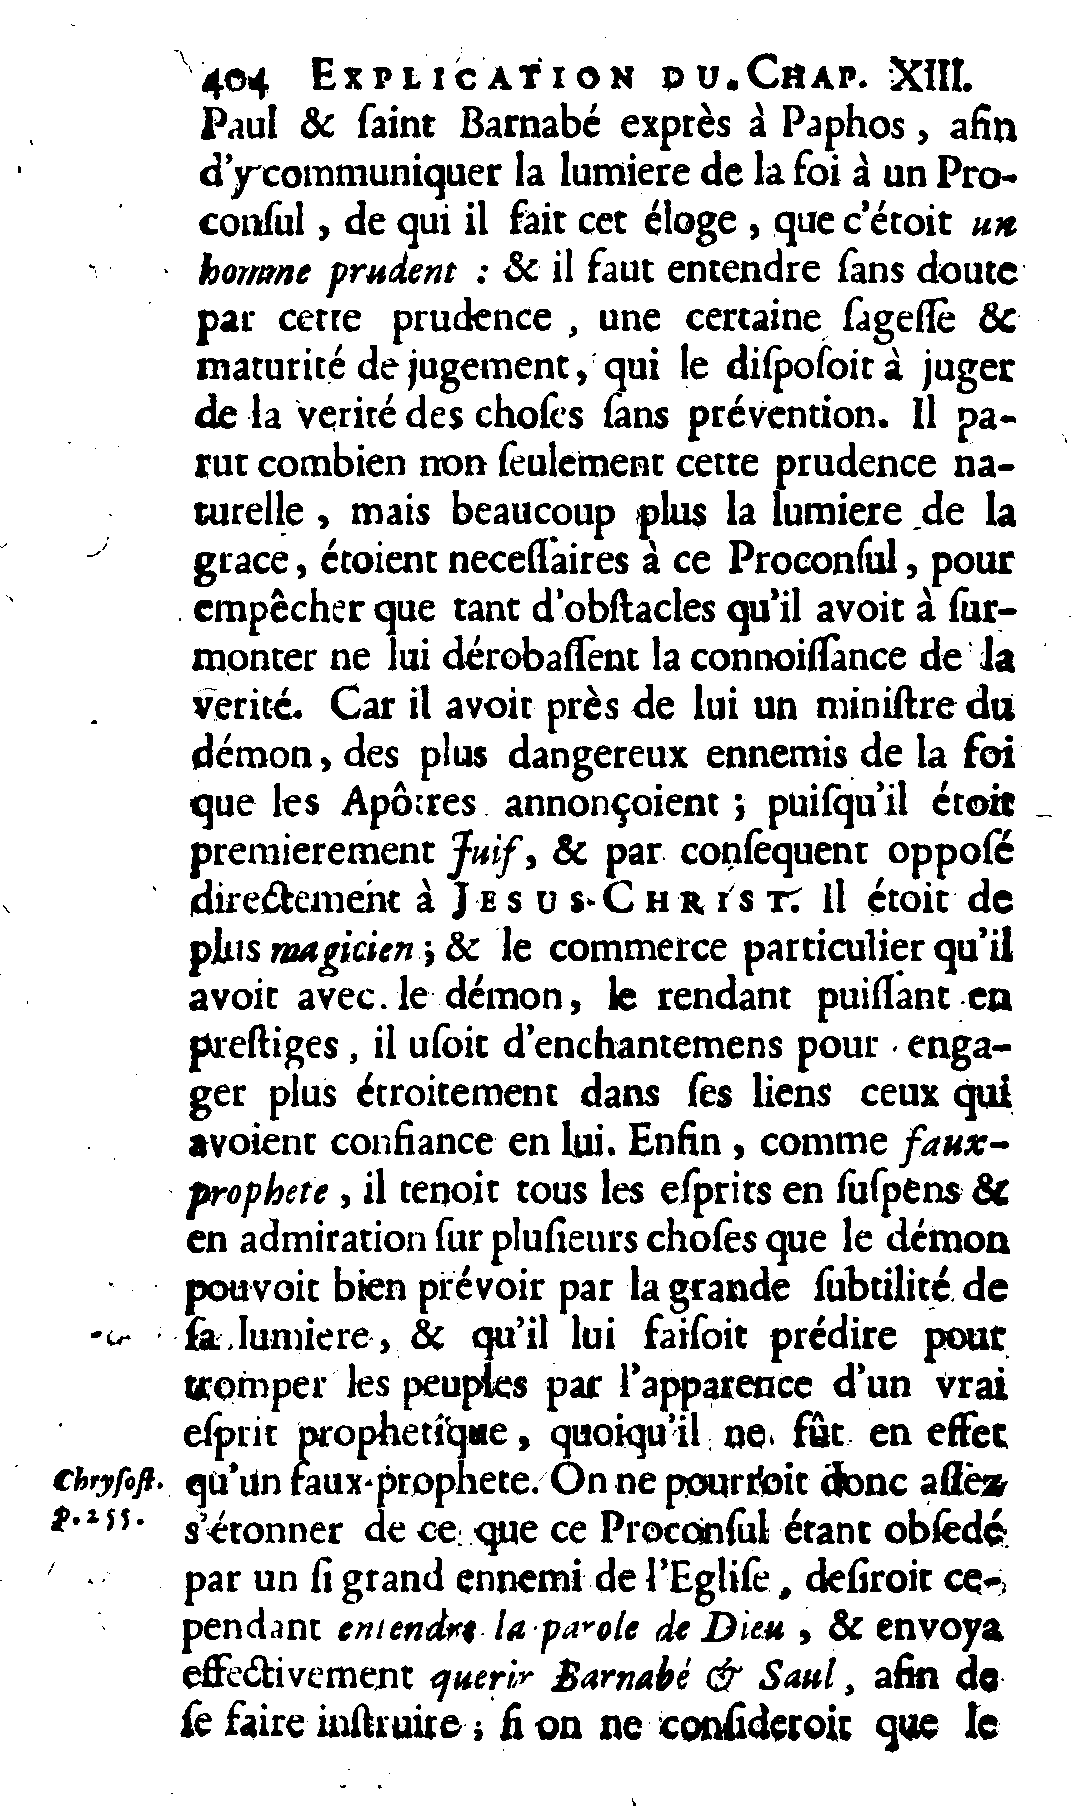 404 EXPLICATION DU CHAP. XIII.
Paul & ſaint Barnabé exprès à Paphos, afin
d'y communiquer la lumiere de la foi à un Pro-
conſul, de qui il fait cet éloge, que c'étoit un
homme prudent : & il faut entendre ſans doute
par cette prudence, une certaine ſageſſe &
maturité de jugement, qui le diſpoſoit à juger
de la verité des choſes ſans prévention. Il pa-
rut combien non ſeulement cette prudence na-
turelle, mais beaucoup plus la lumiere de la
grace, étoient neceſſaires à ce Proconſul, pour
empêcher que tant d'obſtacles qu'il avoit à ſur-
monter ne lui dérobaſſent la connoiſſance de la
verité. Car il avoit près de lui un miniſtre du
démon, des plus dangereux ennemis de la foi
que les Apôtres annonçoient ; puiſqu'il étoit
premierement Juif, & par conſequent oppoſé
directement à JESUS-CHRIST. Il étoit de
plus magicien ; & le commerce particulier qu'il
avoit avec le démon, le rendant puiſſant en
preſtiges, il uſoit d'enchantemens pour enga-
ger plus étroitement dans ſes liens ceux qui
avoient confiance en lui. Enfin, comme faux-
prophete, il tenoit tous les eſprits en ſuſpens &
en admiration ſur pluſieurs choſes que le démon
pouvoit bien prévoir par la grande ſubtilité de
ſa lumiere, & qu'il lui faiſoit prédire pour
tromper les peuples par l'apparence d'un vrai
eſprit prophetique, quoiqu'il ne fût en effet
Chryſoſt. qu'un faux-prophete. On ne pourroit donc aſſez
p. 255. s'étonner de ce que ce Proconſul étant obſedé
par un ſi grand ennemi de l'Egliſe, deſiroit ce-
pendant entendre la parole de Dieu, & envoya
effectivement querir Barnabé & Saul, afin de
ſe faire inſtruire ; ſi on ne conſideroit que le